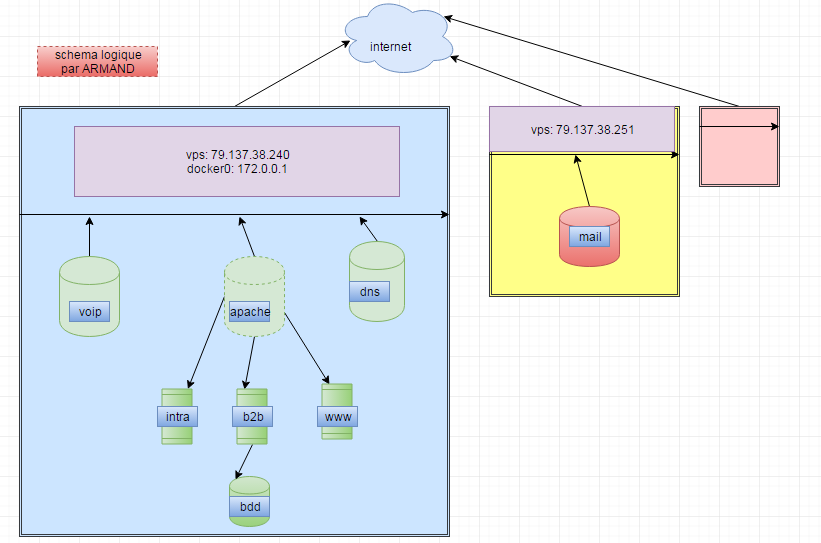 internet
schema logique
par ARMAND
vps: 79.137.38.240
docker0: 172.0.0.1
vps: 79.137.38.251
mail
voip
apache
dns
intra
b2b
www
bdd